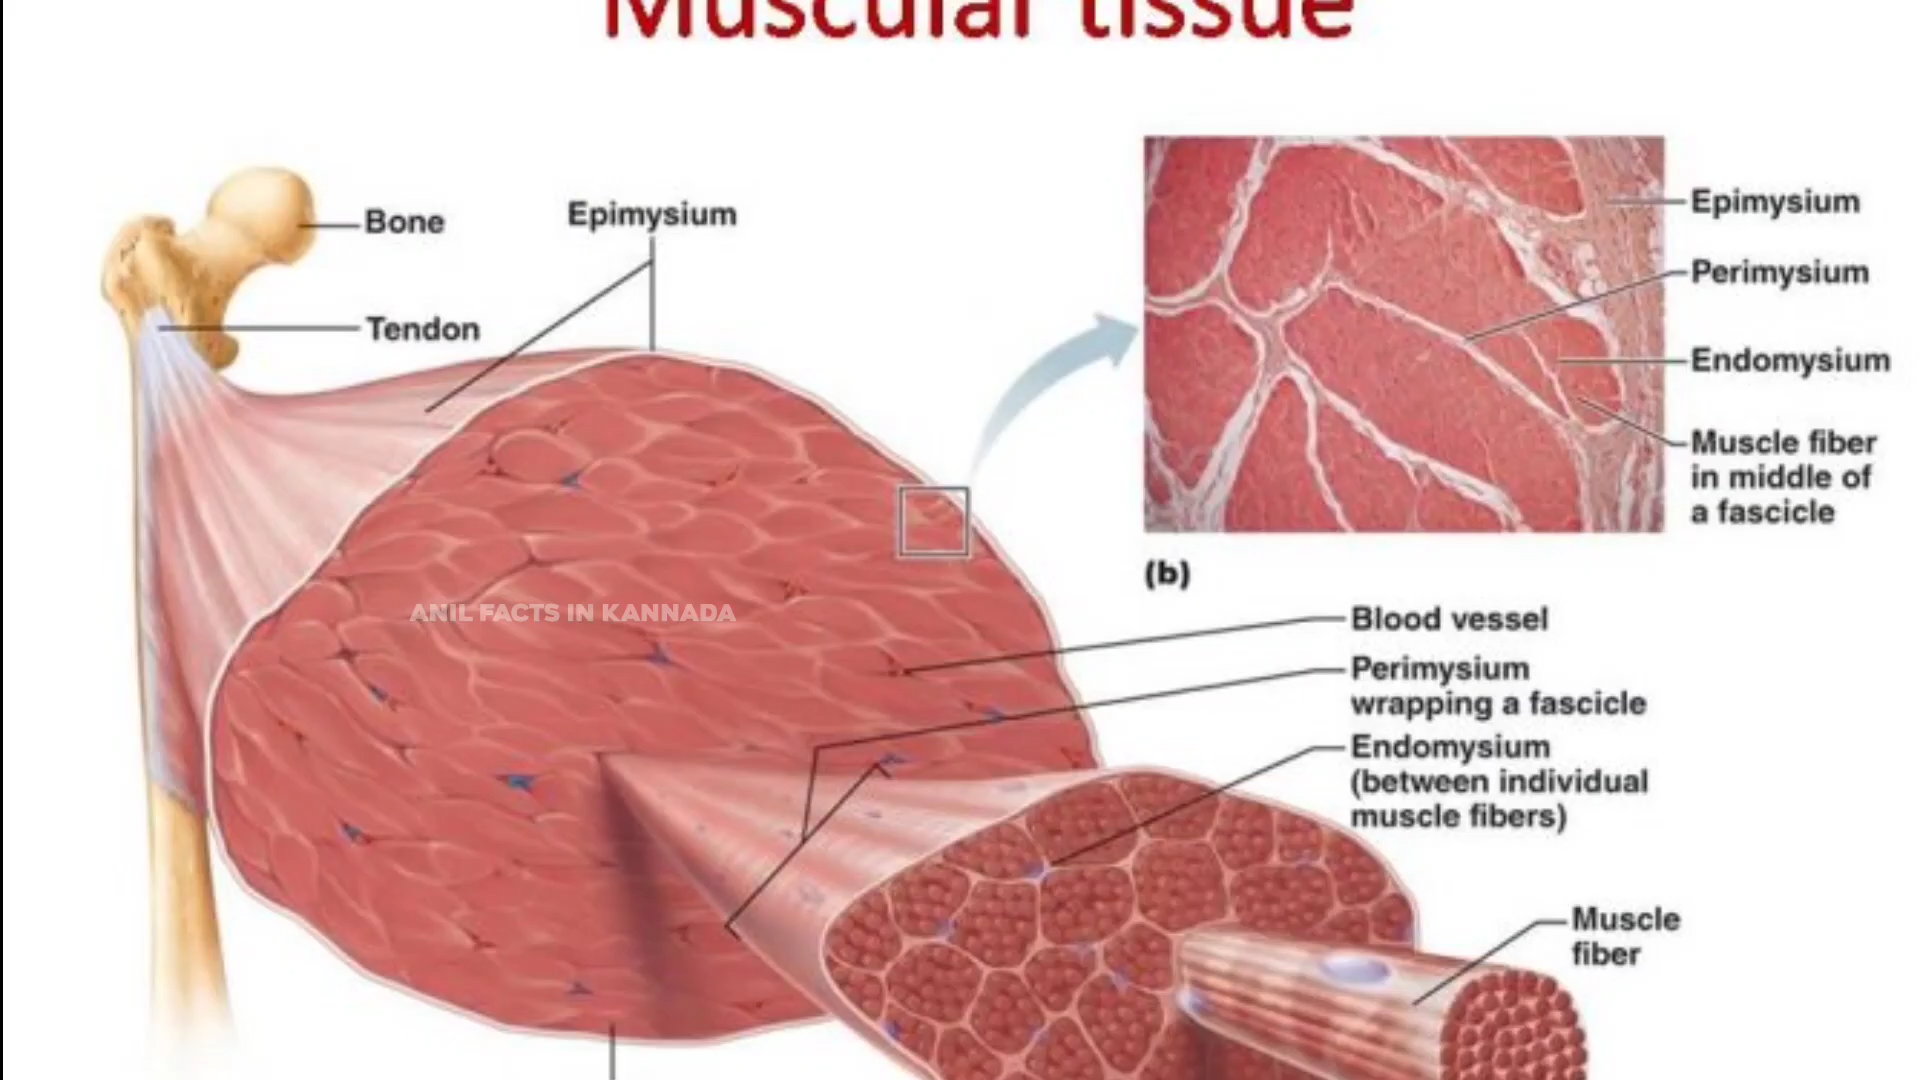 Muscular tissue
Bone
Epimysium
Tendon
Epimysium
Perimysium
Endomysium
Muscle fiber
in middle of
a fascicle
(b)
ANIL FACTS IN KANNADA
Blood vessel
Perimysium
wrapping a fascicle
Endomysium
(between individual
muscle fibers)
Muscle
fiber